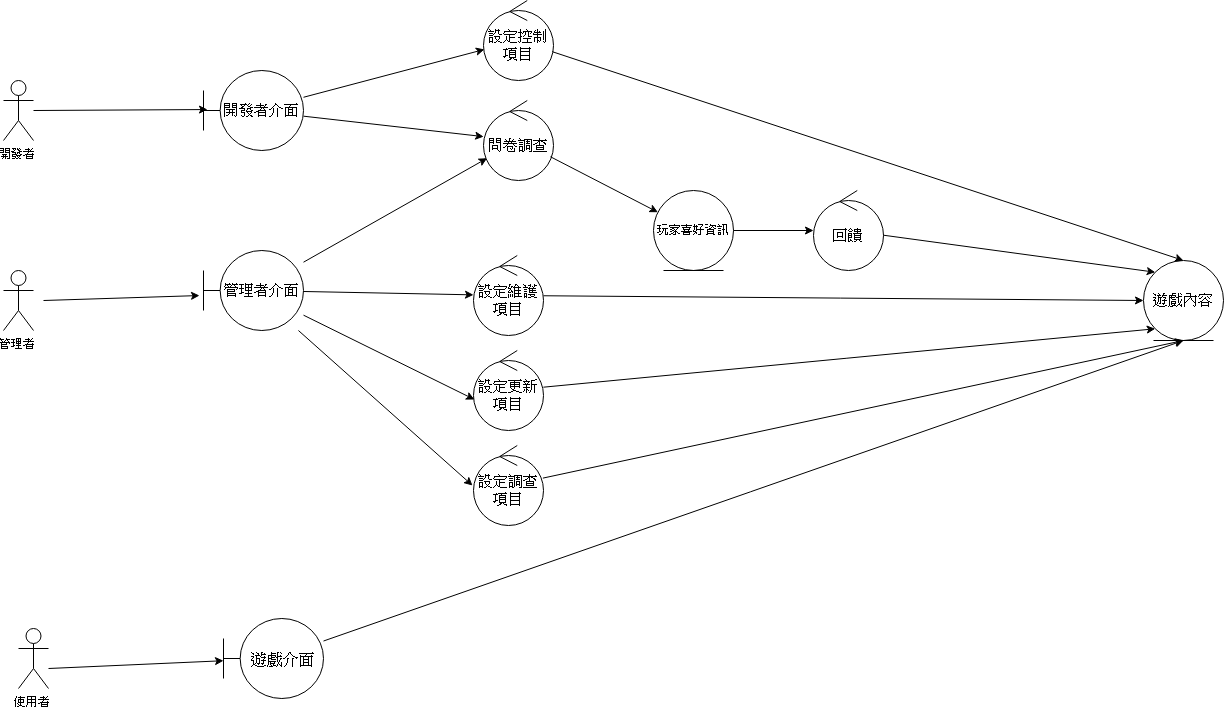 設定控制
項目
開發者介面
開發者
問卷調查
玩家喜好資訊
回饋
管理者介面
管理者
設定維護
項目
遊戲內容
設定更新
項目
設定調查
項目
遊戲介面
使用者